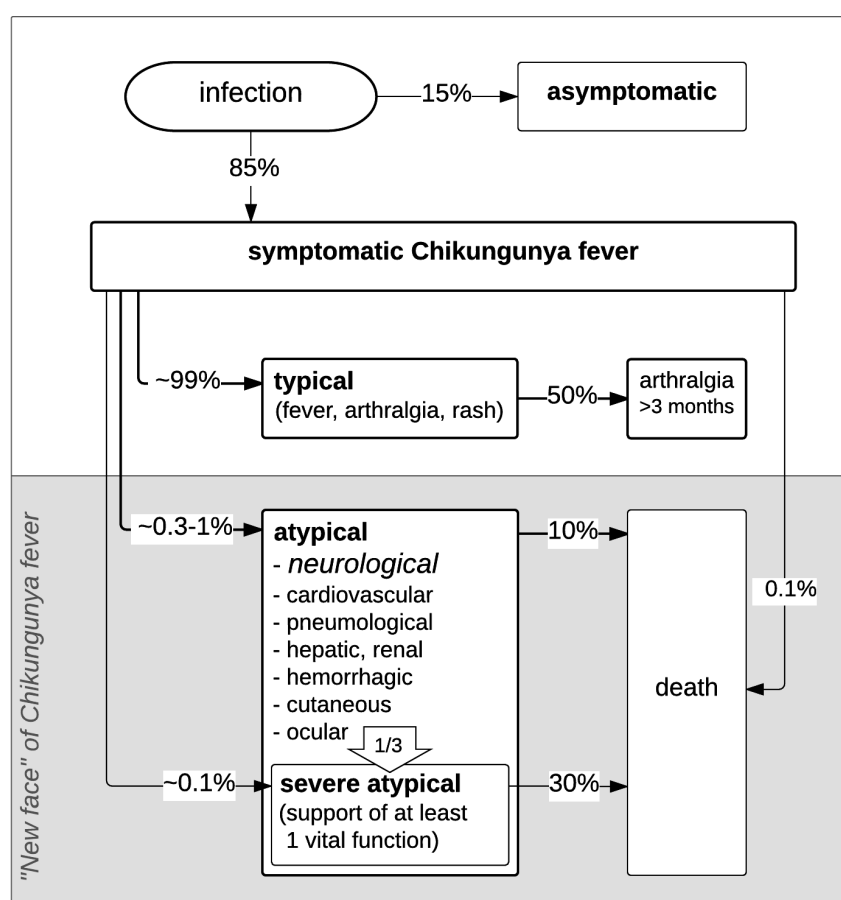 infection
15%
asymptomatic
85%
symptomatic Chikungunya fever
~99%
typical
(fever, arthralgia, rash)
50%
arthralgia
>3 months
"New face" of Chikungunya fever
~0.3-1%
atypical
- neurological
- cardiovascular
- pneumological
- hepatic, renal
- hemorrhagic
- cutaneous
- ocular
1/3
10%
0.1%
death
~0.1%
severe atypical
(support of at least
1 vital function)
30%